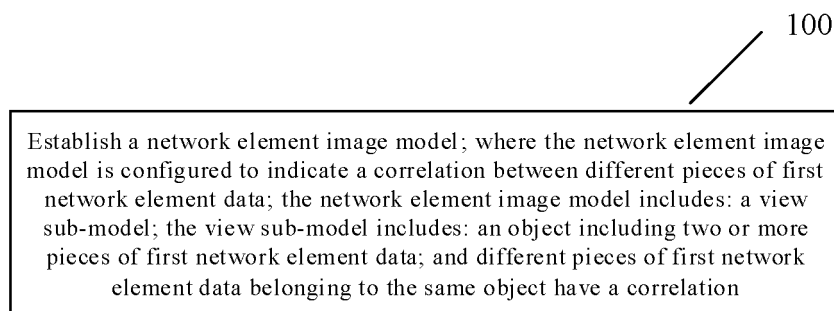 100
Establish a network element image model; where the network element image
model is configured to indicate a correlation between different pieces of first
network element data; the network element image model includes: a view
sub-model; the view sub-model includes: an object including two or more
pieces of first network element data; and different pieces of first network
element data belonging to the same object have a correlation